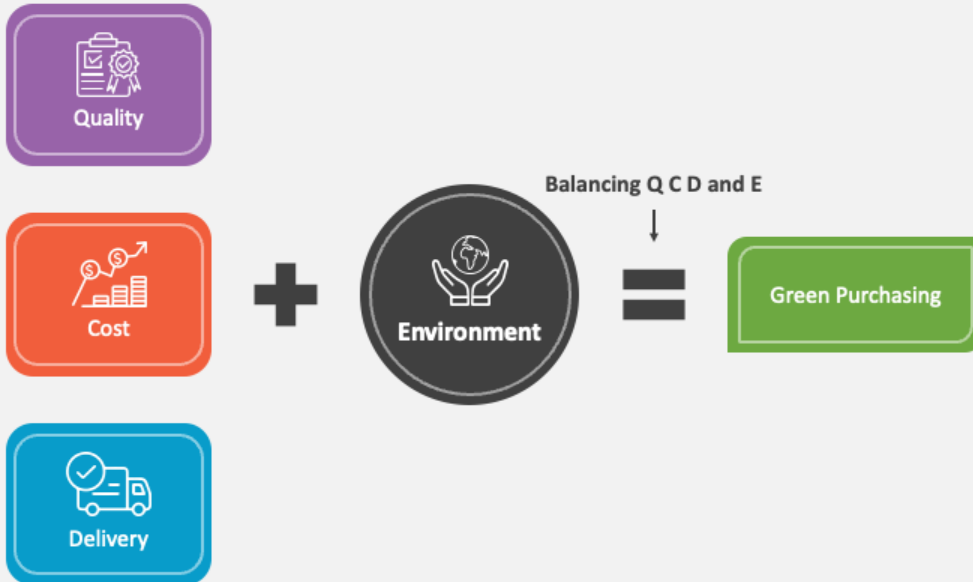 Quality
Cost
Delivery
Environment
Balancing Q C D and E
Green Purchasing